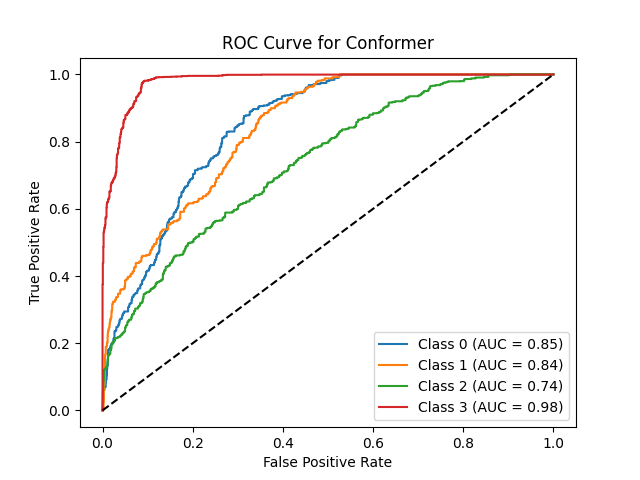 ROC Curve for Conformer
True Positive Rate
1.0
0.8
0.6
0.4
0.2
0.0
Class 0 (AUC = 0.85)
Class 1 (AUC = 0.84)
Class 2 (AUC = 0.74)
Class 3 (AUC = 0.98)
0.0 0.2 0.4 0.6 0.8 1.0
False Positive Rate